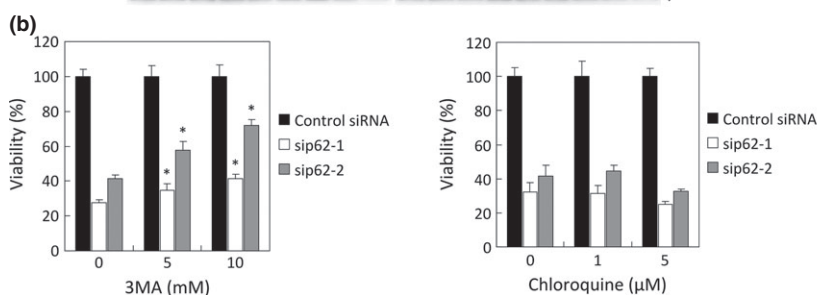 (b)
120
100
80
60
40
20
0
Viability (%)
* * * *
0 5 10
3MA (mM)
Control siRNA
sip62-1
sip62-2
120
100
80
60
40
20
0
Viability (%)
0 1 5
Chloroquine (μM)
Control siRNA
sip62-1
sip62-2